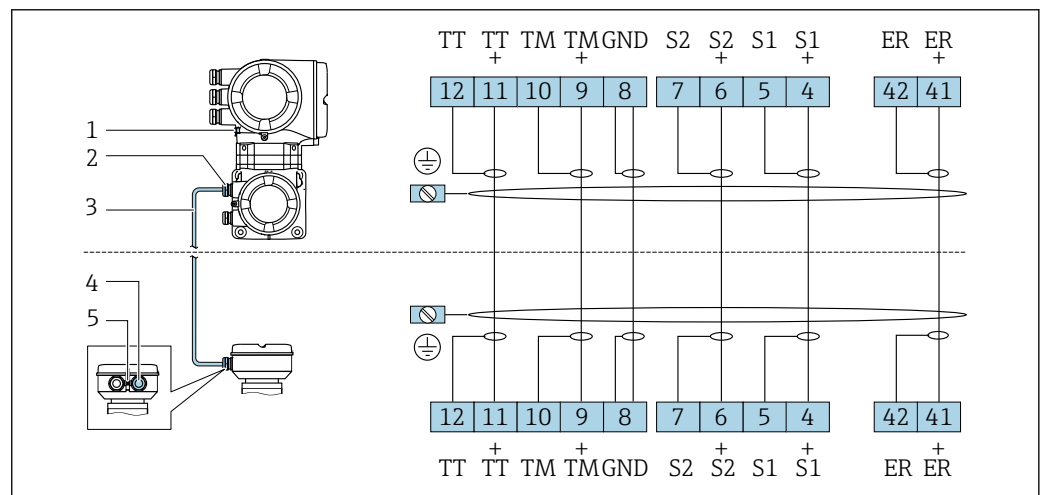 TT TT TM TM GND S2 S2 S1 S1 ER ER
+ + + + +
12 11 10 9 8 7 6 5 4 42 41
1
2
3
4
5
12 11 10 9 8 7 6 5 4 42 41
+ + + + +
TT TT TM TM GND S2 S2 S1 S1 ER ER